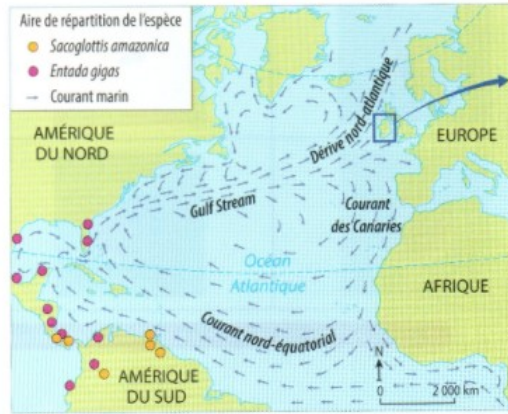 Aire de répartition de l'espèce
Sacoglottis amazonica
Entada gigas
Courant marin
AMÉRIQUE
DU NORD
Dérive nord-atlantique
EUROPE
Gulf Stream
Courant
des Canaries
Océan
Atlantique
AFRIQUE
Courant nord-équatorial
N
AMÉRIQUE
DU SUD
0 2 000 km